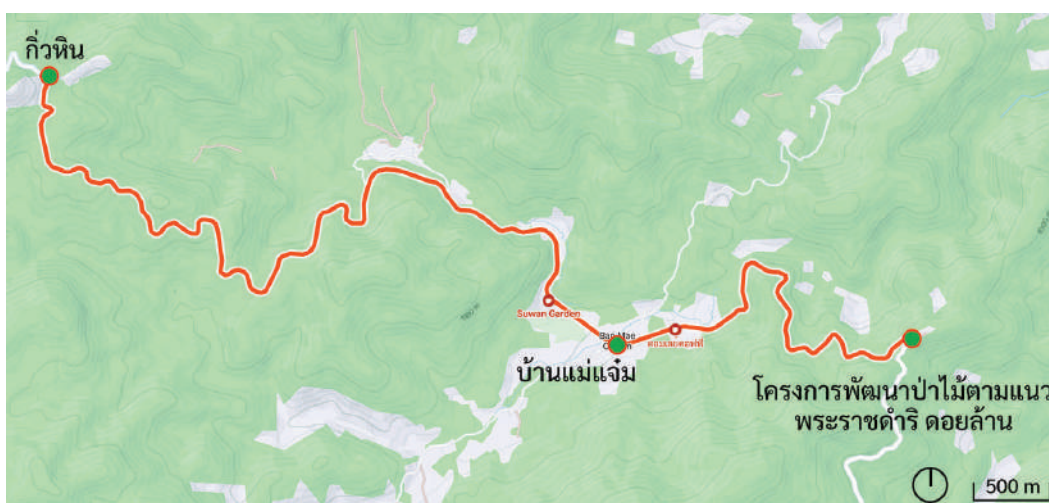 กิ่วหิน
Suwan Garden
Ban Mae
บ้านแม่แจ๋ม
โครงการพัฒนาป่าไม้ตามแนว
พระราชดำริ ดอยล้าน
500 m